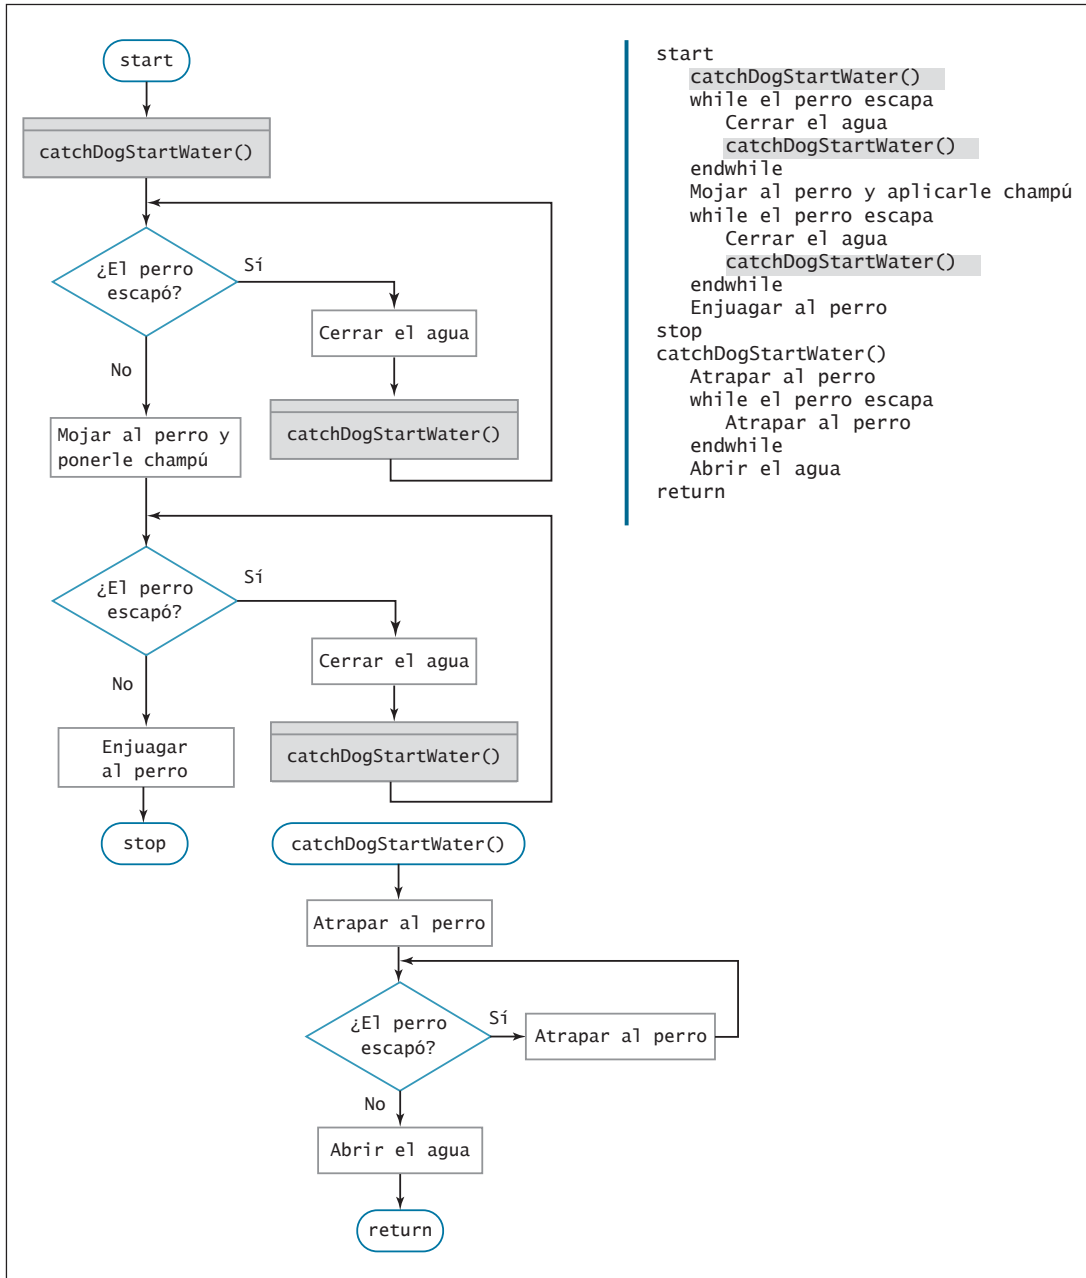 start
catchDogStartWater()
¿El perro
escapó?
Sí
Cerrar el agua
catchDogStartWater()
No
Mojar al perro y
ponerle champú
¿El perro
escapó?
Sí
Cerrar el agua
catchDogStartWater()
No
Enjuagar
al perro
stop
catchDogStartWater()
Atrapar al perro
¿El perro
escapó?
Sí
Atrapar al perro
No
Abrir el agua
return
start
catchDogStartWater()
while el perro escapa
Cerrar el agua
catchDogStartWater()
endwhile
Mojar al perro y aplicarle champú
while el perro escapa
Cerrar el agua
catchDogStartWater()
endwhile
Enjuagar al perro
stop
catchDogStartWater()
Atrapar al perro
while el perro escapa
Atrapar al perro
endwhile
Abrir el agua
return